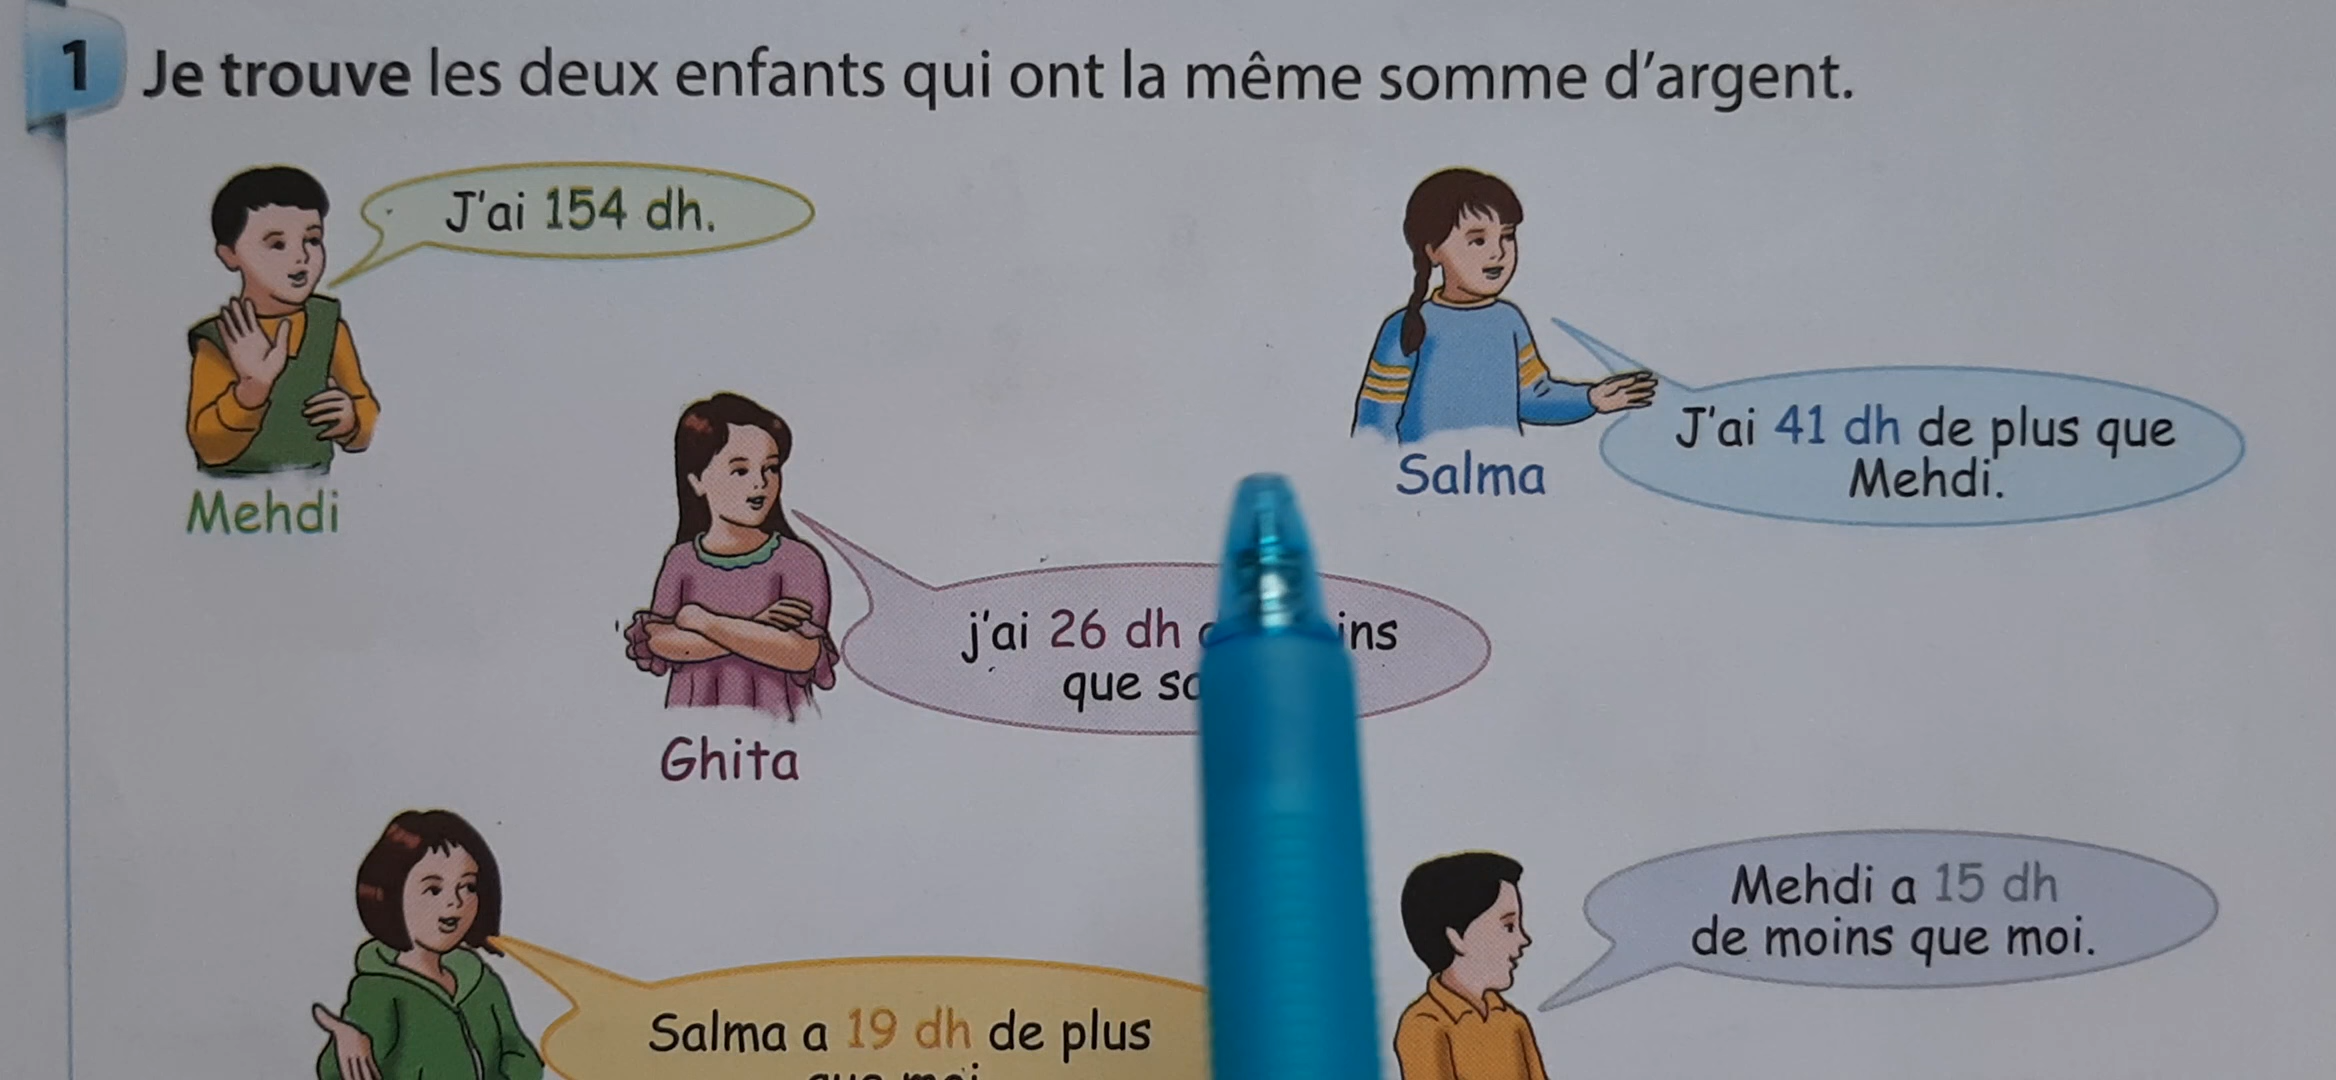 1 Je trouve les deux enfants qui ont la même somme d'argent.
J'ai 154 dh.
Mehdi
J'ai 41 dh de plus que
Mehdi.
Salma
j'ai 26 dh
que
Ghita
Mehdi a 15 dh
de moins que moi.
Salma a 19 dh de plus
que moi